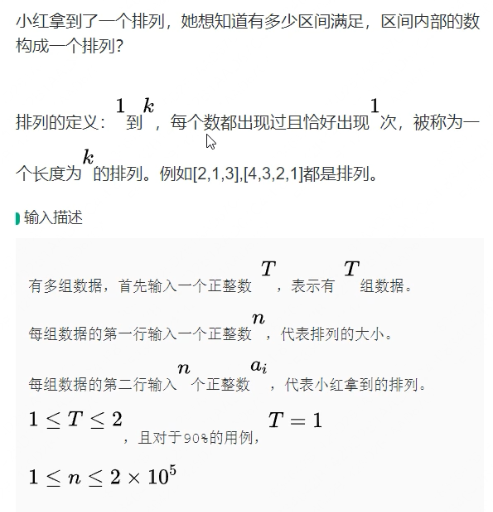 小红拿到了一个排列，她想知道有多少区间满足，区间内部的数
构成一个排列？
排列的定义：1到k，每个数都出现过且恰好出现1次，被称为一
个长度为k的排列。例如[2,1,3],[4,3,2,1]都是排列。
输入描述
有多组数据，首先输入一个正整数 T，表示有 T组数据。
每组数据的第一行输入一个正整数n，代表排列的大小。
每组数据的第二行输入n个正整数a_i，代表小红拿到的排列。
1 ≤ T ≤ 2，且对于90%的用例，T = 1
1 ≤ n ≤ 2 × 10^5